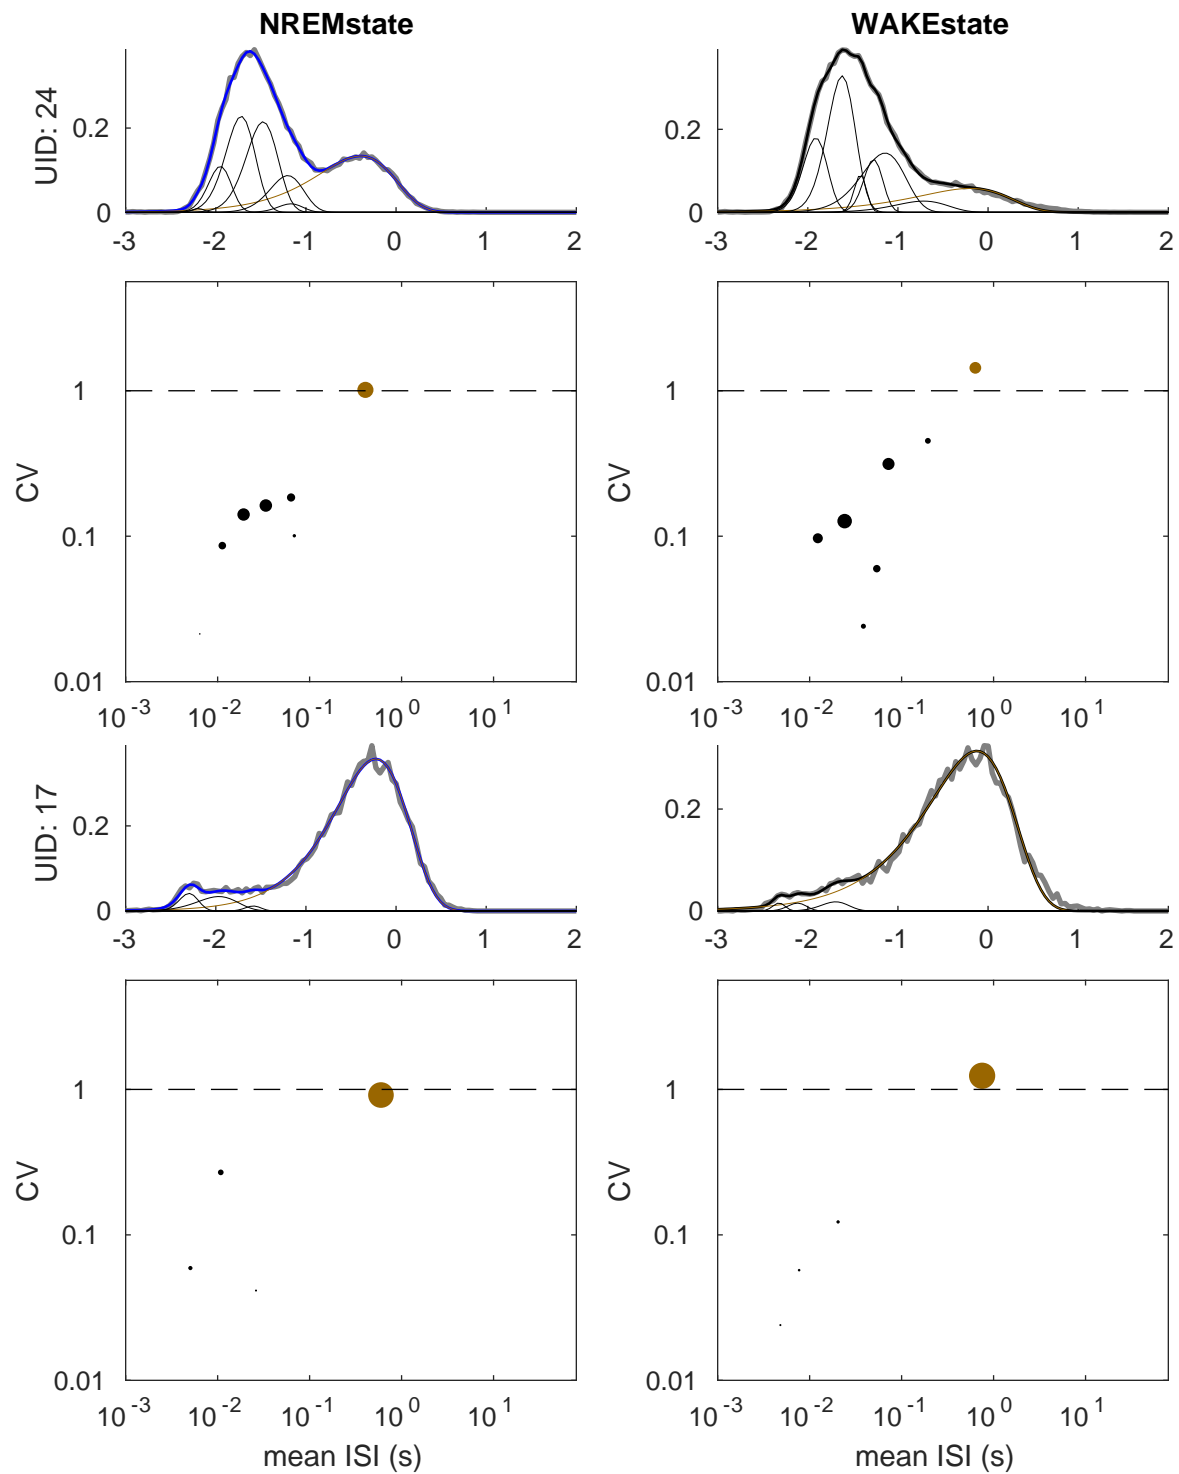 NREMstate WAKEstate
UID: 24
0.2 0.2
0 0
-3 -2 -1 0 1 2 -3 -2 -1 0 1 2
CV CV
1 1
0.1 0.1
0.01 0.01
10^-3 10^-2 10^-1 10^0 10^1 10^-3 10^-2 10^-1 10^0 10^1
UID: 17
0.2 0.2
0 0
-3 -2 -1 0 1 2 -3 -2 -1 0 1 2
CV CV
1 1
0.1 0.1
0.01 0.01
10^-3 10^-2 10^-1 10^0 10^1 10^-3 10^-2 10^-1 10^0 10^1
mean ISI (s) mean ISI (s)